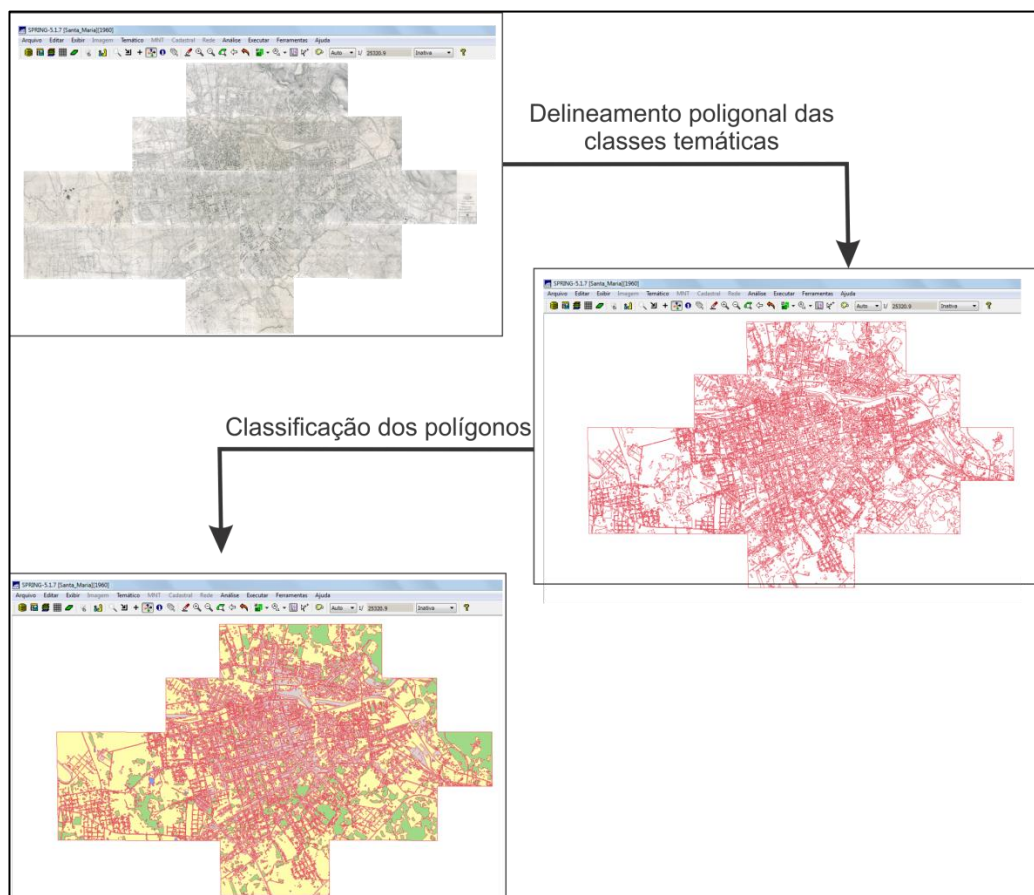 SPRING-5.1.7 [Santa_Maria][1960]
Arquivo Editar Exibir Imagem Temático MNT Cadastral Rede Análise Executar Ferramentas Ajuda
Auto 1/ 25320.9 Inativa
Delineamento poligonal das
classes temáticas
SPRING-5.1.7 [Santa_Maria][1960]
Arquivo Editar Exibir Imagem Temático MNT Cadastral Rede Análise Executar Ferramentas Ajuda
Auto 1/ 25320.9 Inativa
Classificação dos polígonos
SPRING-5.1.7 [Santa_Maria][1960]
Arquivo Editar Exibir Imagem Temático MNT Cadastral Rede Análise Executar Ferramentas Ajuda
Auto 1/ 25320.9 Inativa